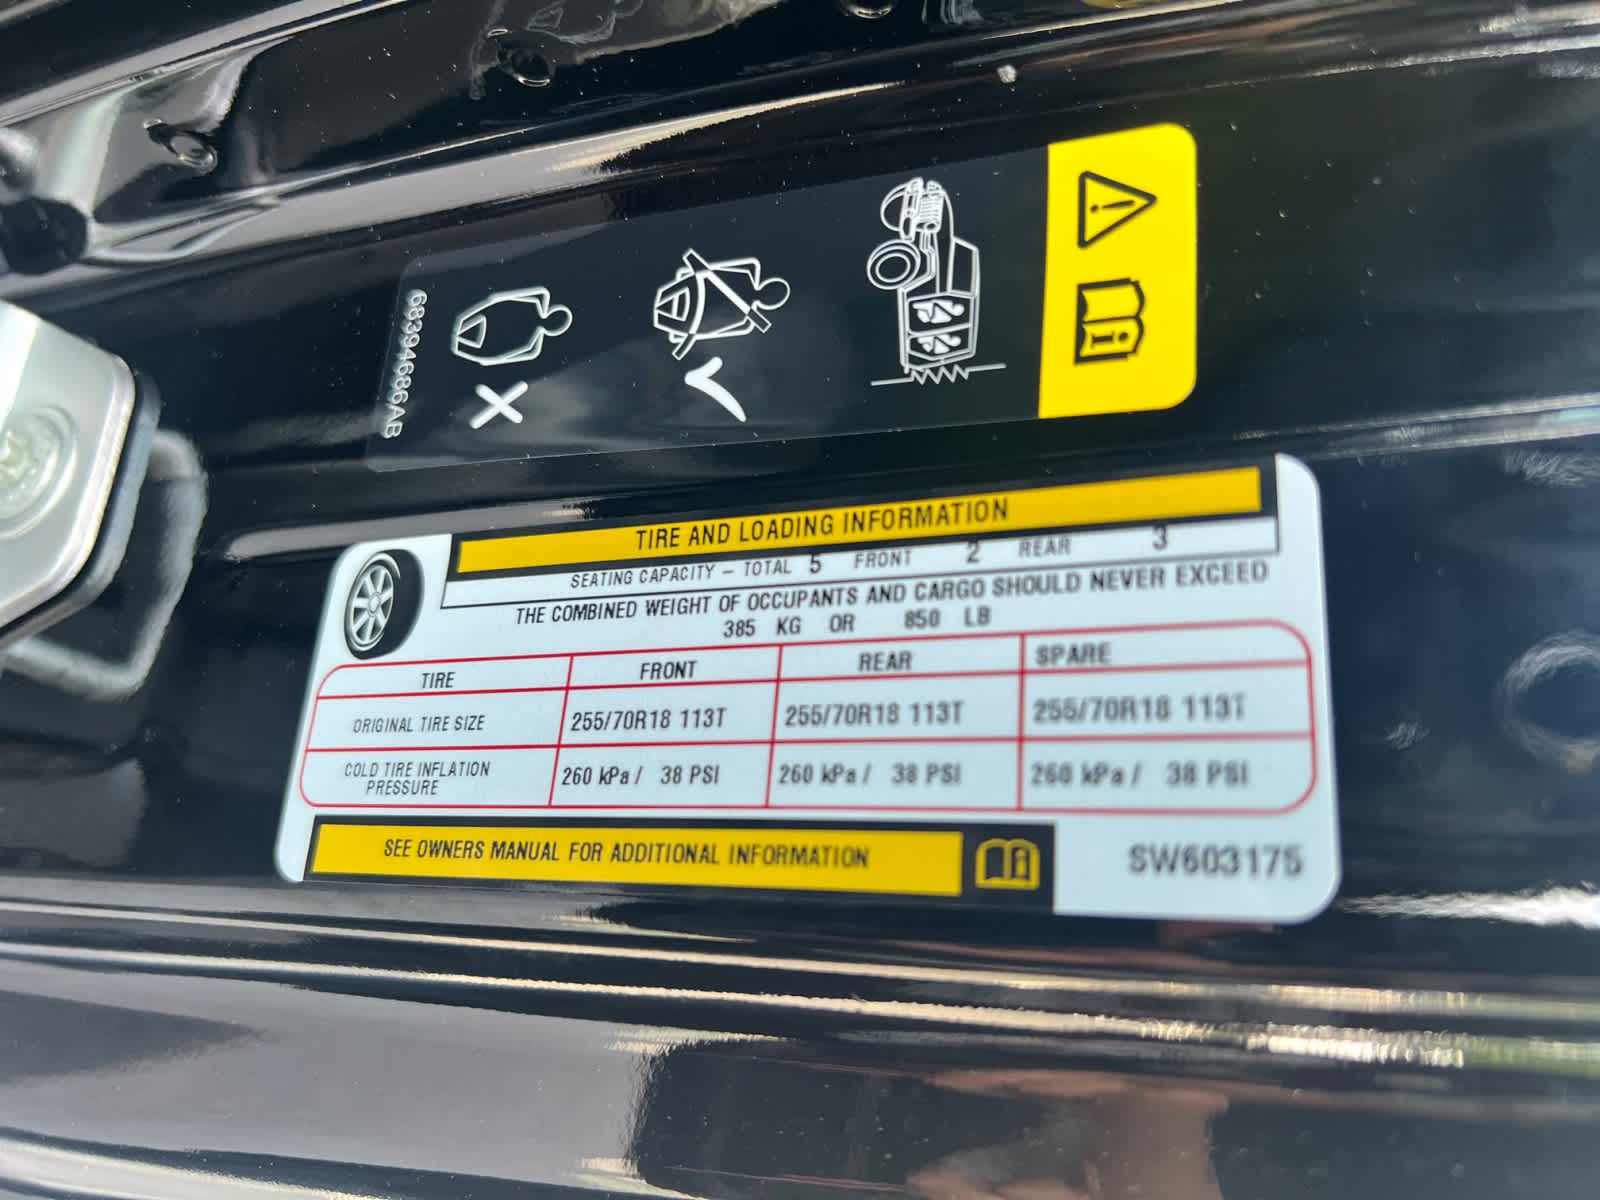 68394686AB
TIRE AND LOADING INFORMATION
SEATING CAPACITY – TOTAL 5 FRONT 2 REAR 3
THE COMBINED WEIGHT OF OCCUPANTS AND CARGO SHOULD NEVER EXCEED
385 KG OR 850 LB
TIRE FRONT REAR SPARE
ORIGINAL TIRE SIZE 255/70R18 113T 255/70R18 113T 255/70R18 113T
COLD TIRE INFLATION PRESSURE 260 kPa / 38 PSI 260 kPa / 38 PSI 260 kPa / 38 PSI
SEE OWNERS MANUAL FOR ADDITIONAL INFORMATION
SW603175